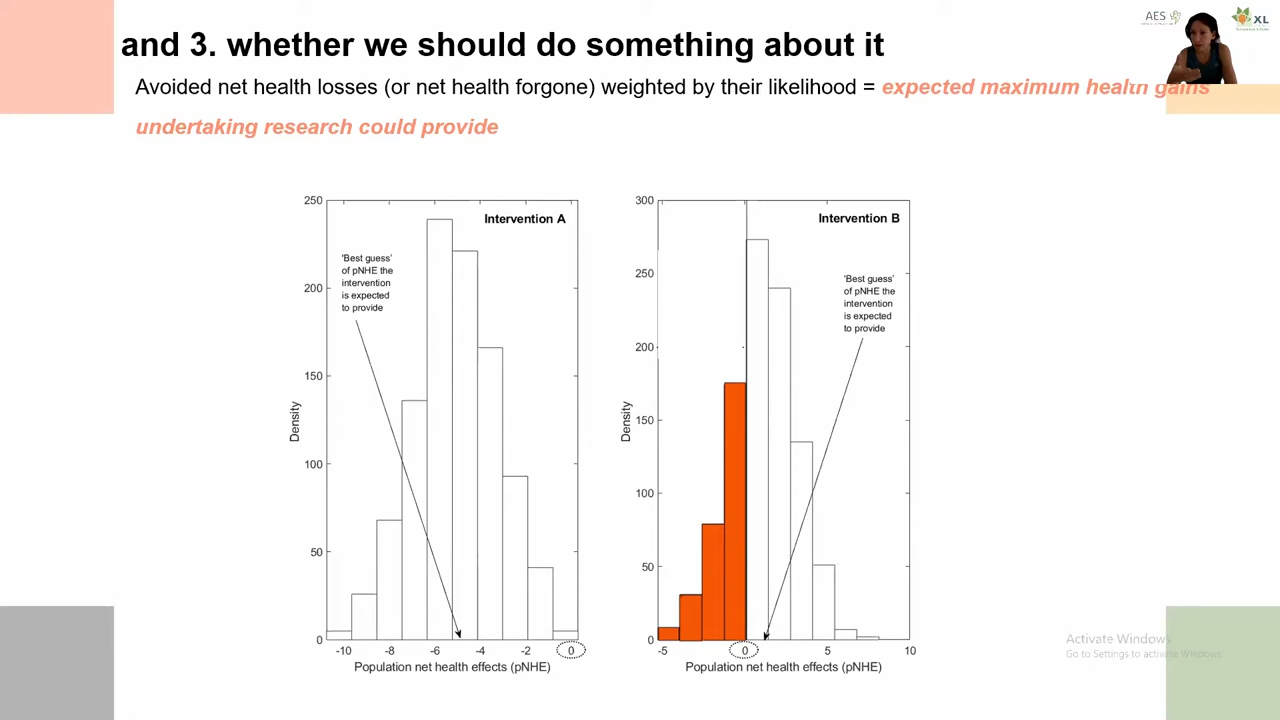 AES
XL
and 3. whether we should do something about it
Avoided net health losses (or net health forgone) weighted by their likelihood = expected maximum health gains
undertaking research could provide
250
200
150
100
50
0
Density
Intervention A
'Best guess'
of pNHE the
intervention
is expected
to provide
-10
-8
-6
-4
-2
0
Population net health effects (pNHE)
300
250
200
150
100
50
0
Density
Intervention B
'Best guess'
of pNHE the
intervention
is expected
to provide
-5
0
5
10
Population net health effects (pNHE)
Activate Windows
Go to Settings to activate Windows.